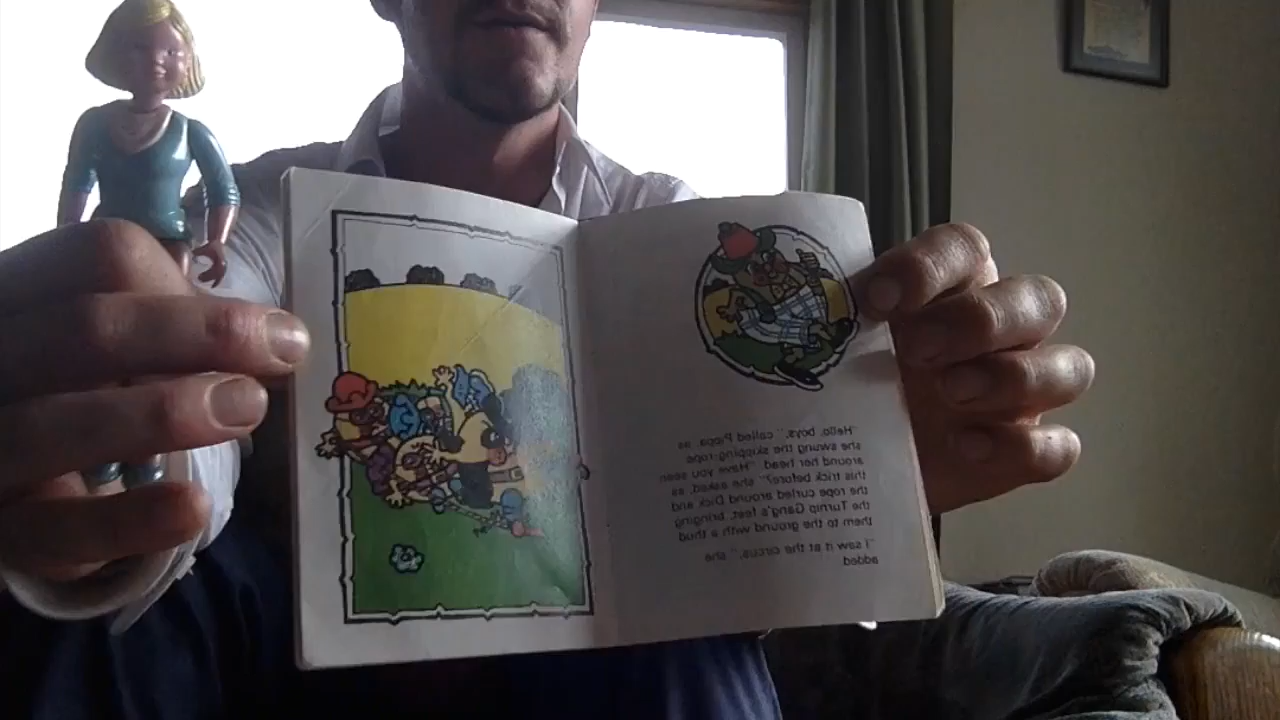 "Hello, boys," called Pippa, as
she swung the skipping-rope
around her head. "Have you seen
this trick before?" she asked, as
the rope curled around Dick and
the Turnip Gang's feet, bringing
them to the ground with a thud
"I saw it at the circus," she
added